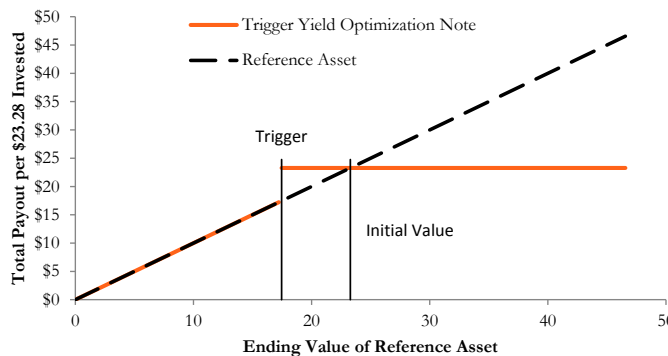 Total Payout per $23.28 Invested
$50
$45
$40
$35
$30
$25
$20
$15
$10
$5
$0
Trigger Yield Optimization Note
Reference Asset
Trigger
Initial Value
0
10
20
30
40
50
Ending Value of Reference Asset